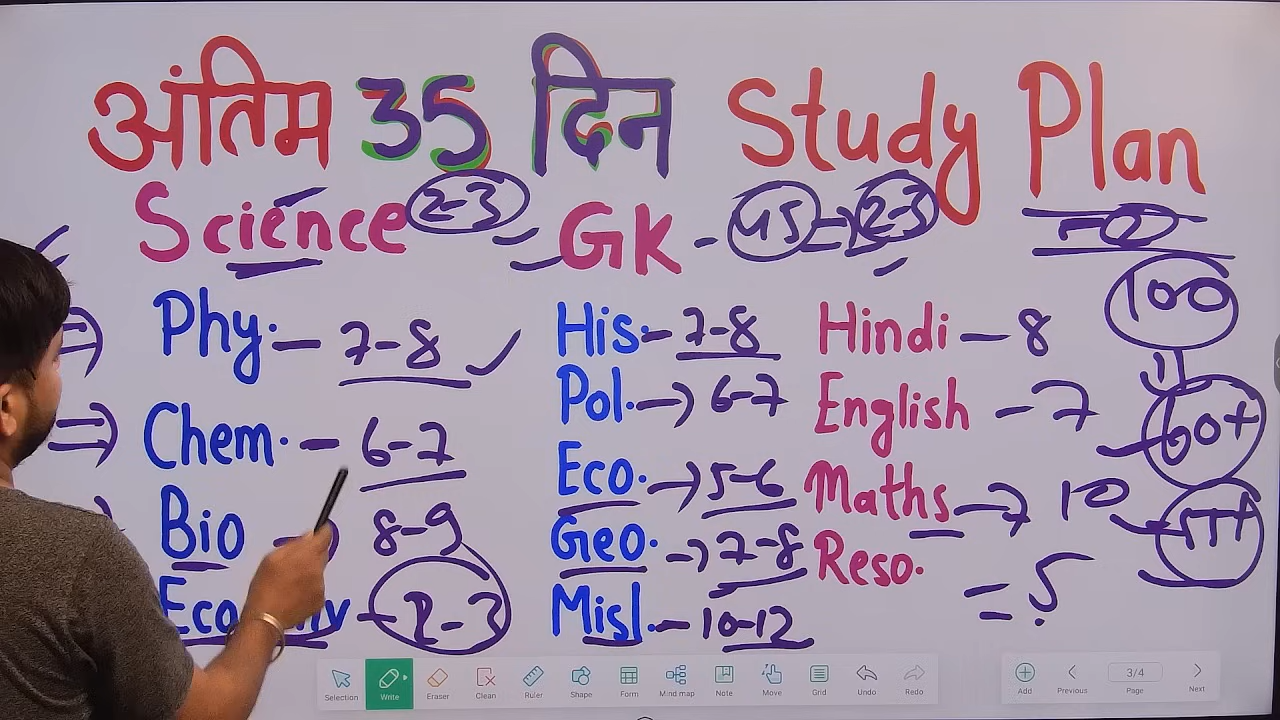 अंतिम 35 दिन Study Plan
Science 2-3 GK - 45 2-3
Phy. - 7-8 His. - 7-8 Hindi - 8 100
Chem. - 6-7 Pol. → 6-7 English - 7 60+
Bio → 8-9 Eco. → 5-6 Maths → 7 10
2-3 Geo. → 7-8 Reso. = 5
Misl. - 10-12
Selection Write Eraser Clean Ruler Shape Form Mind map Note Move Grid Undo Redo Add Previous 3/4 Page Next